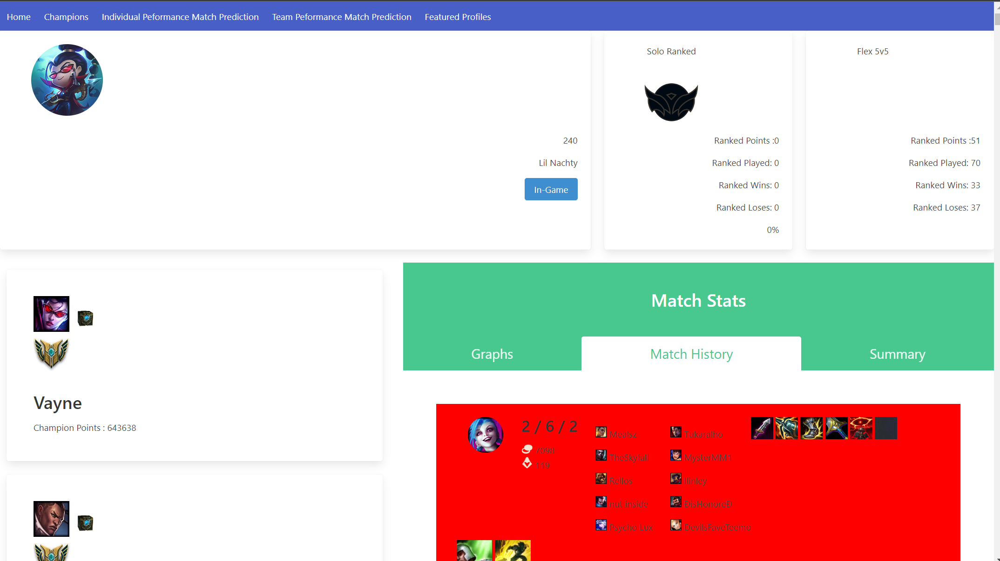 Home Champions Individual Peformance Match Prediction Team Peformance Match Prediction Featured Profiles
240
Lil Nachty
In-Game
Solo Ranked
Ranked Points :0
Ranked Played: 0
Ranked Wins: 0
Ranked Loses: 0
0%
Flex 5v5
Ranked Points :51
Ranked Played: 70
Ranked Wins: 33
Ranked Loses: 37
Vayne
Champion Points : 643638
Match Stats
Graphs Match History Summary
2 / 6 / 2
7098
119
Mealsz
TheSkyfall
Rellos
nut inside
Psycho Lux
Tukaralho
MysterMM1
DevilsFaveTeemo